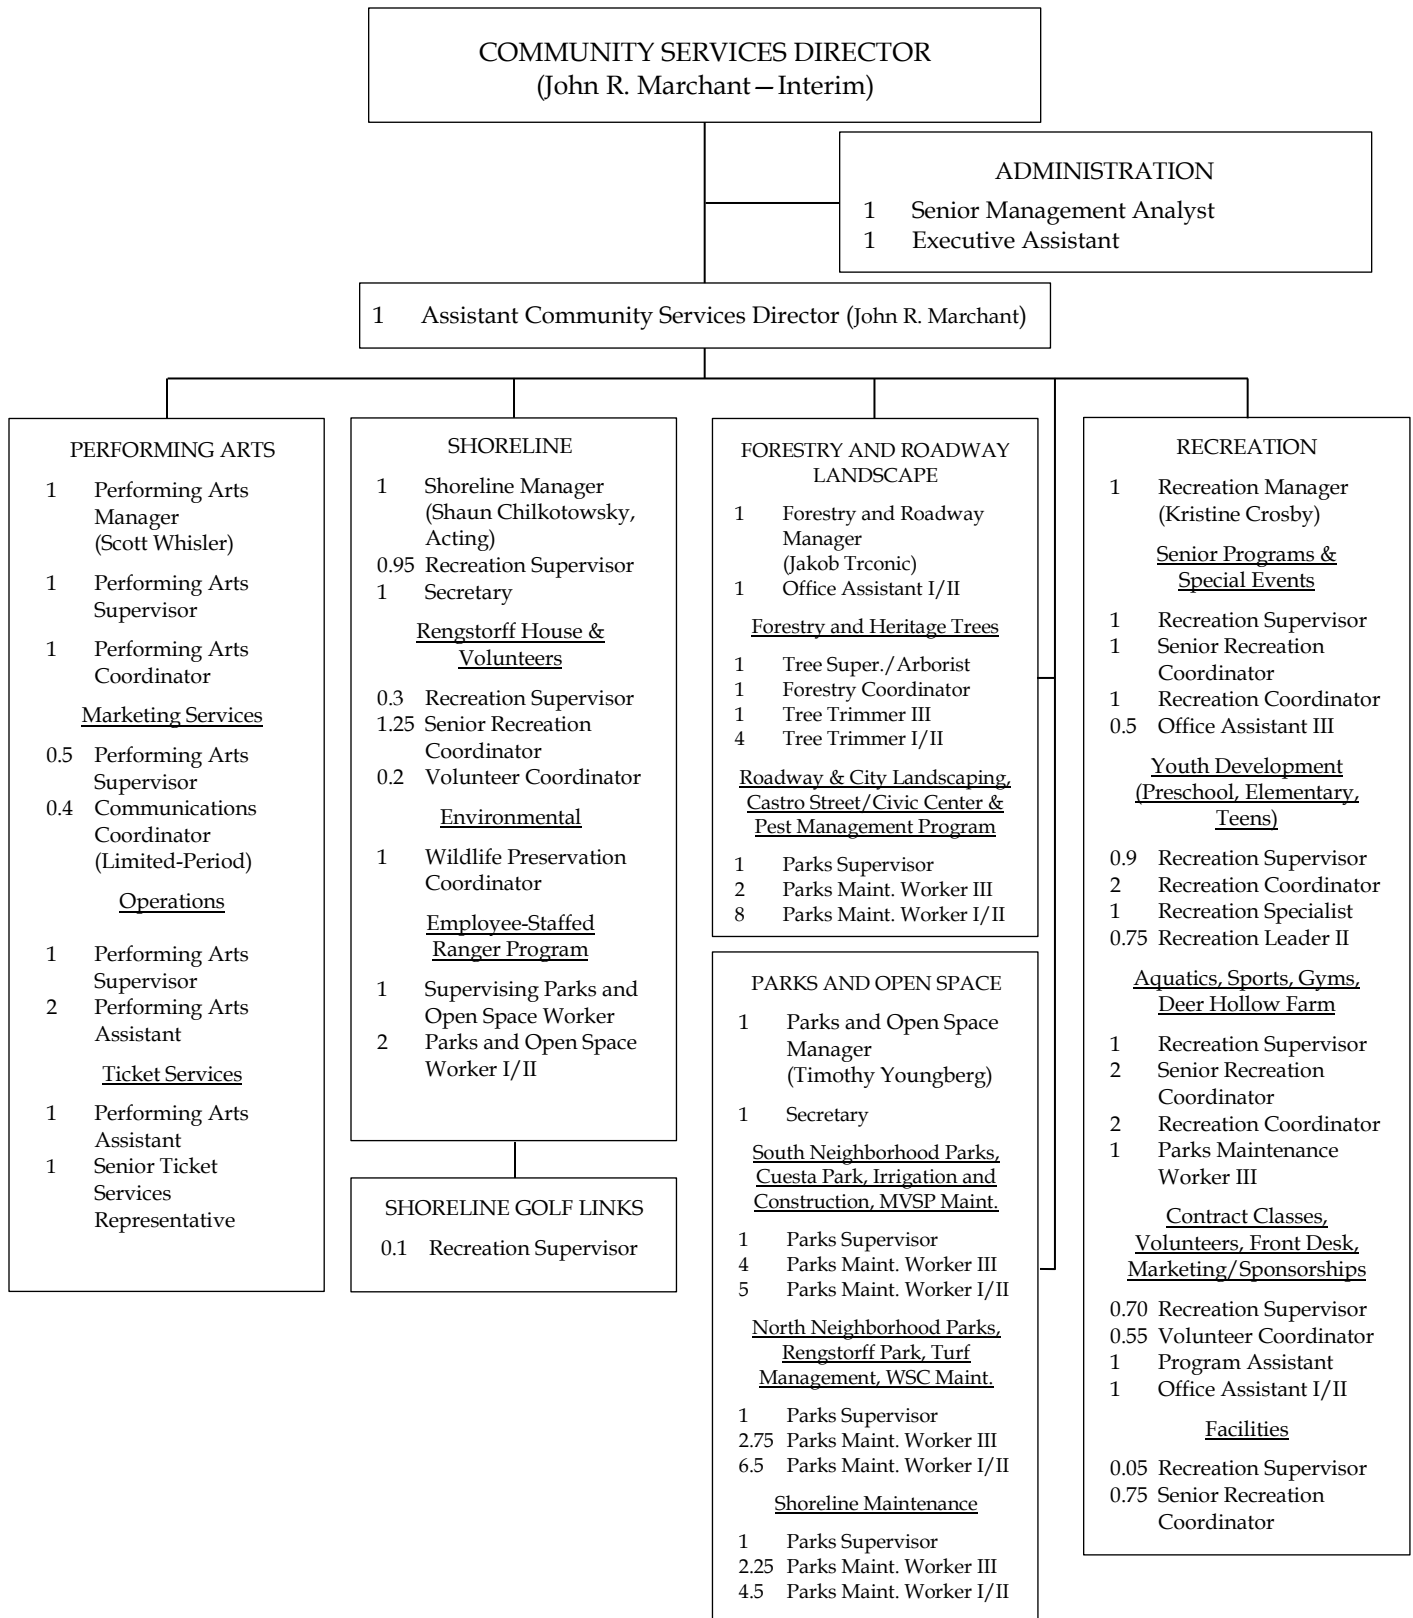 COMMUNITY SERVICES DIRECTOR
(John R. Marchant—Interim)
ADMINISTRATION
1 Senior Management Analyst
1 Executive Assistant
1 Assistant Community Services Director (John R. Marchant)
PERFORMING ARTS
1 Performing Arts
Manager
(Scott Whisler)
1 Performing Arts
Supervisor
1 Performing Arts
Coordinator
Marketing Services
0.5 Performing Arts
Supervisor
0.4 Communications
Coordinator
(Limited-Period)
Operations
1 Performing Arts
Supervisor
2 Performing Arts
Assistant
Ticket Services
1 Performing Arts
Assistant
1 Senior Ticket
Services
Representative
SHORELINE
1 Shoreline Manager
(Shaun Chilkotowsky,
Acting)
0.95 Recreation Supervisor
1 Secretary
Rengstorff House &
Volunteers
0.3 Recreation Supervisor
1.25 Senior Recreation
Coordinator
0.2 Volunteer Coordinator
Environmental
1 Wildlife Preservation
Coordinator
Employee-Staffed
Ranger Program
1 Supervising Parks and
Open Space Worker
2 Parks and Open Space
Worker I/II
SHORELINE GOLF LINKS
0.1 Recreation Supervisor
FORESTRY AND ROADWAY
LANDSCAPE
1 Forestry and Roadway
Manager
(Jakob Trconic)
1 Office Assistant I/II
Forestry and Heritage Trees
1 Tree Super./Arborist
1 Forestry Coordinator
1 Tree Trimmer III
4 Tree Trimmer I/II
Roadway & City Landscaping,
Castro Street/Civic Center &
Pest Management Program
1 Parks Supervisor
2 Parks Maint. Worker III
8 Parks Maint. Worker I/II
PARKS AND OPEN SPACE
1 Parks and Open Space
Manager
(Timothy Youngberg)
1 Secretary
South Neighborhood Parks,
Cuesta Park, Irrigation and
Construction, MVSP Maint.
1 Parks Supervisor
4 Parks Maint. Worker III
5 Parks Maint. Worker I/II
North Neighborhood Parks,
Rengstorff Park, Turf
Management, WSC Maint.
1 Parks Supervisor
2.75 Parks Maint. Worker III
6.5 Parks Maint. Worker I/II
Shoreline Maintenance
1 Parks Supervisor
2.25 Parks Maint. Worker III
4.5 Parks Maint. Worker I/II
RECREATION
1 Recreation Manager
(Kristine Crosby)
Senior Programs &
Special Events
1 Recreation Supervisor
1 Senior Recreation
Coordinator
1 Recreation Coordinator
0.5 Office Assistant III
Youth Development
(Preschool, Elementary,
Teens)
0.9 Recreation Supervisor
2 Recreation Coordinator
1 Recreation Specialist
0.75 Recreation Leader II
Aquatics, Sports, Gyms,
Deer Hollow Farm
1 Recreation Supervisor
2 Senior Recreation
Coordinator
2 Recreation Coordinator
1 Parks Maintenance
Worker III
Contract Classes,
Volunteers, Front Desk,
Marketing/Sponsorships
0.70 Recreation Supervisor
0.55 Volunteer Coordinator
1 Program Assistant
1 Office Assistant I/II
Facilities
0.05 Recreation Supervisor
0.75 Senior Recreation
Coordinator